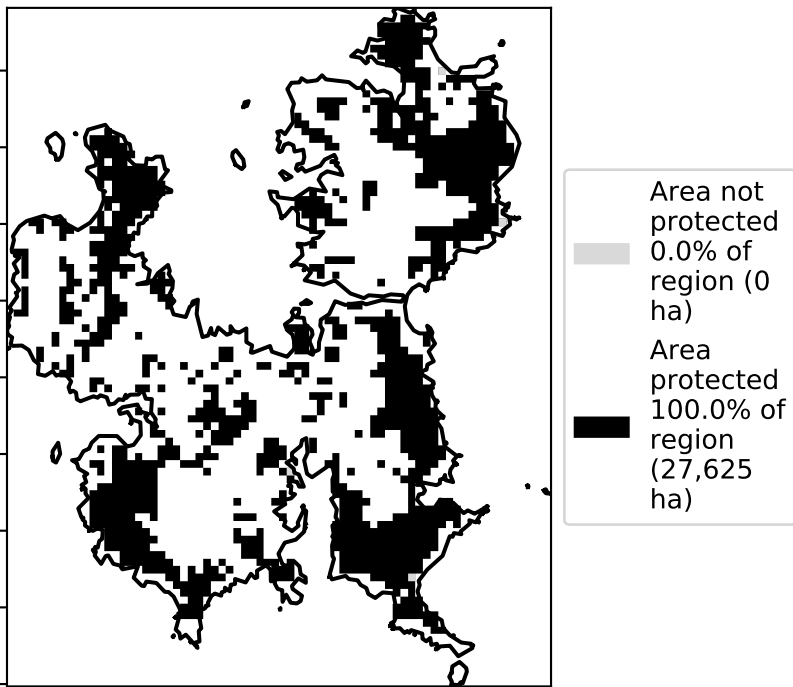 Area not
protected
0.0% of
region (0
ha)
Area
protected
100.0% of
region
(27,625
ha)